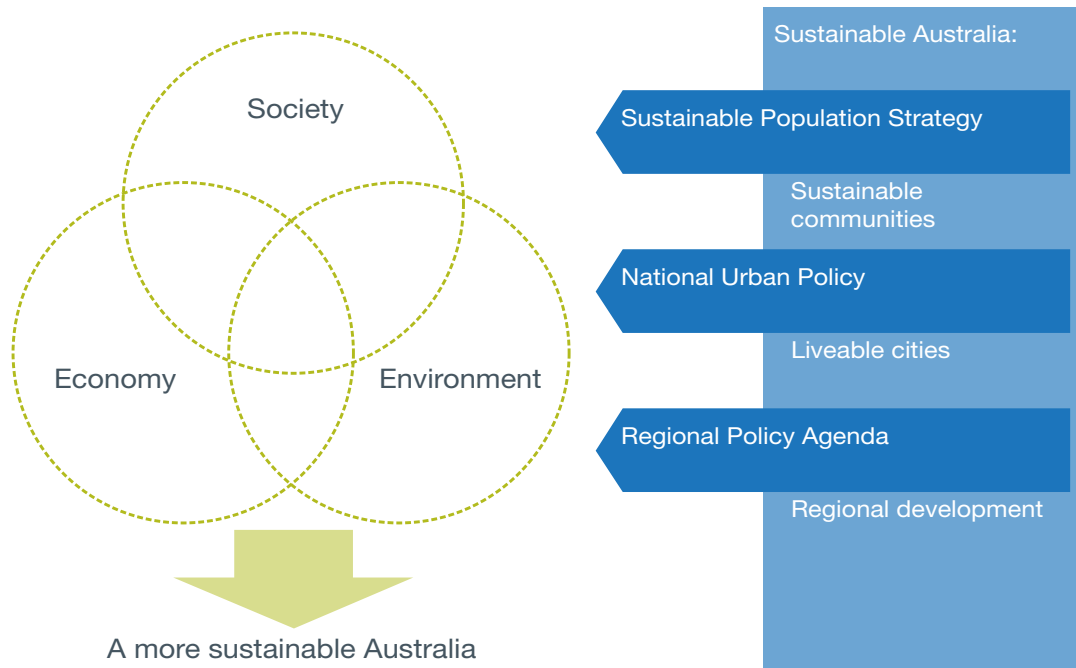 Society
Economy
Environment
A more sustainable Australia
Sustainable Australia:
Sustainable Population Strategy
Sustainable
communities
National Urban Policy
Liveable cities
Regional Policy Agenda
Regional development